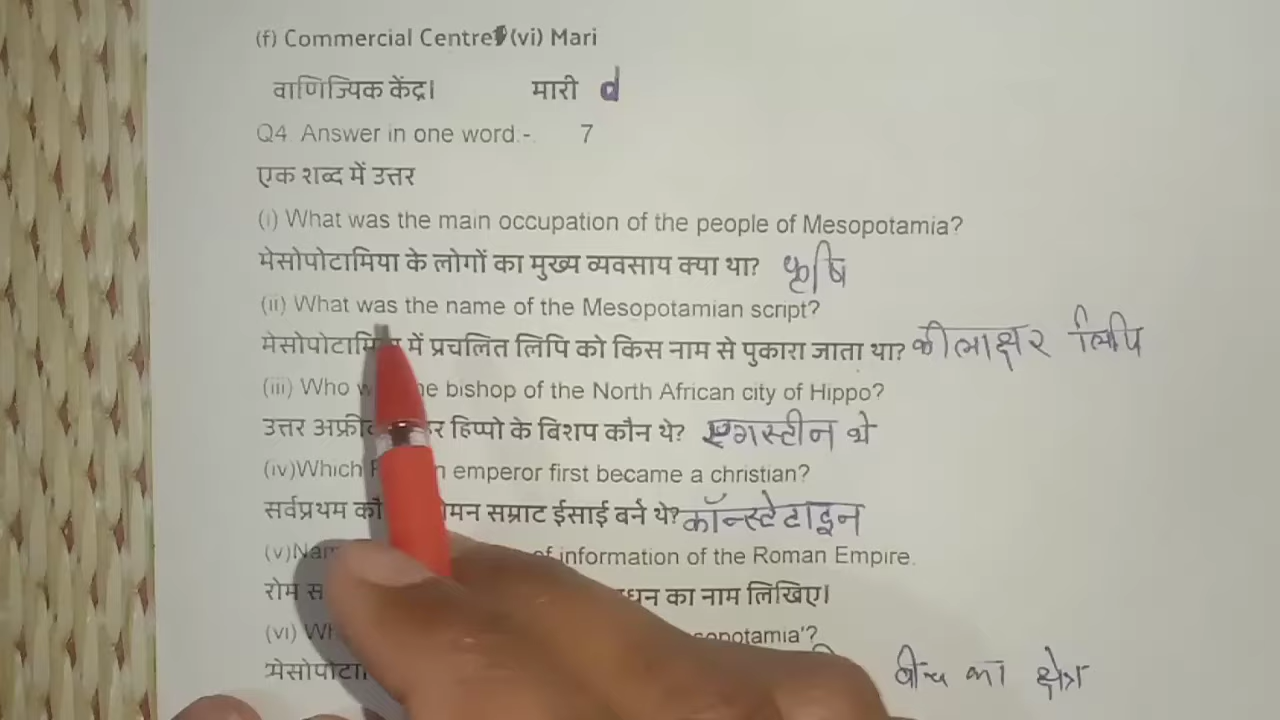 (f) Commercial Centre (vi) Mari
वाणिज्यिक केंद्र। मारी d
Q4. Answer in one word:-. 7
एक शब्द में उत्तर
(i) What was the main occupation of the people of Mesopotamia?
मेसोपोटामिया के लोगों का मुख्य व्यवसाय क्या था? कृषि
(ii) What was the name of the Mesopotamian script?
मेसोपोटामि में प्रचलित लिपि को किस नाम से पुकारा जाता था? कीलाक्षर लिपि
(iii) Who bishop of the North African city of Hippo?
उत्तर हिप्पो के बिशप कौन थे? एगस्टीन थे
(iv)Which emperor first became a christian?
सर्वप्रथम सम्राट ईसाई बने थे? कॉन्स्टेटाइन
(v) of information of the Roman Empire.
रोम का नाम लिखिए।
(vi)
बीच का क्षेत्र